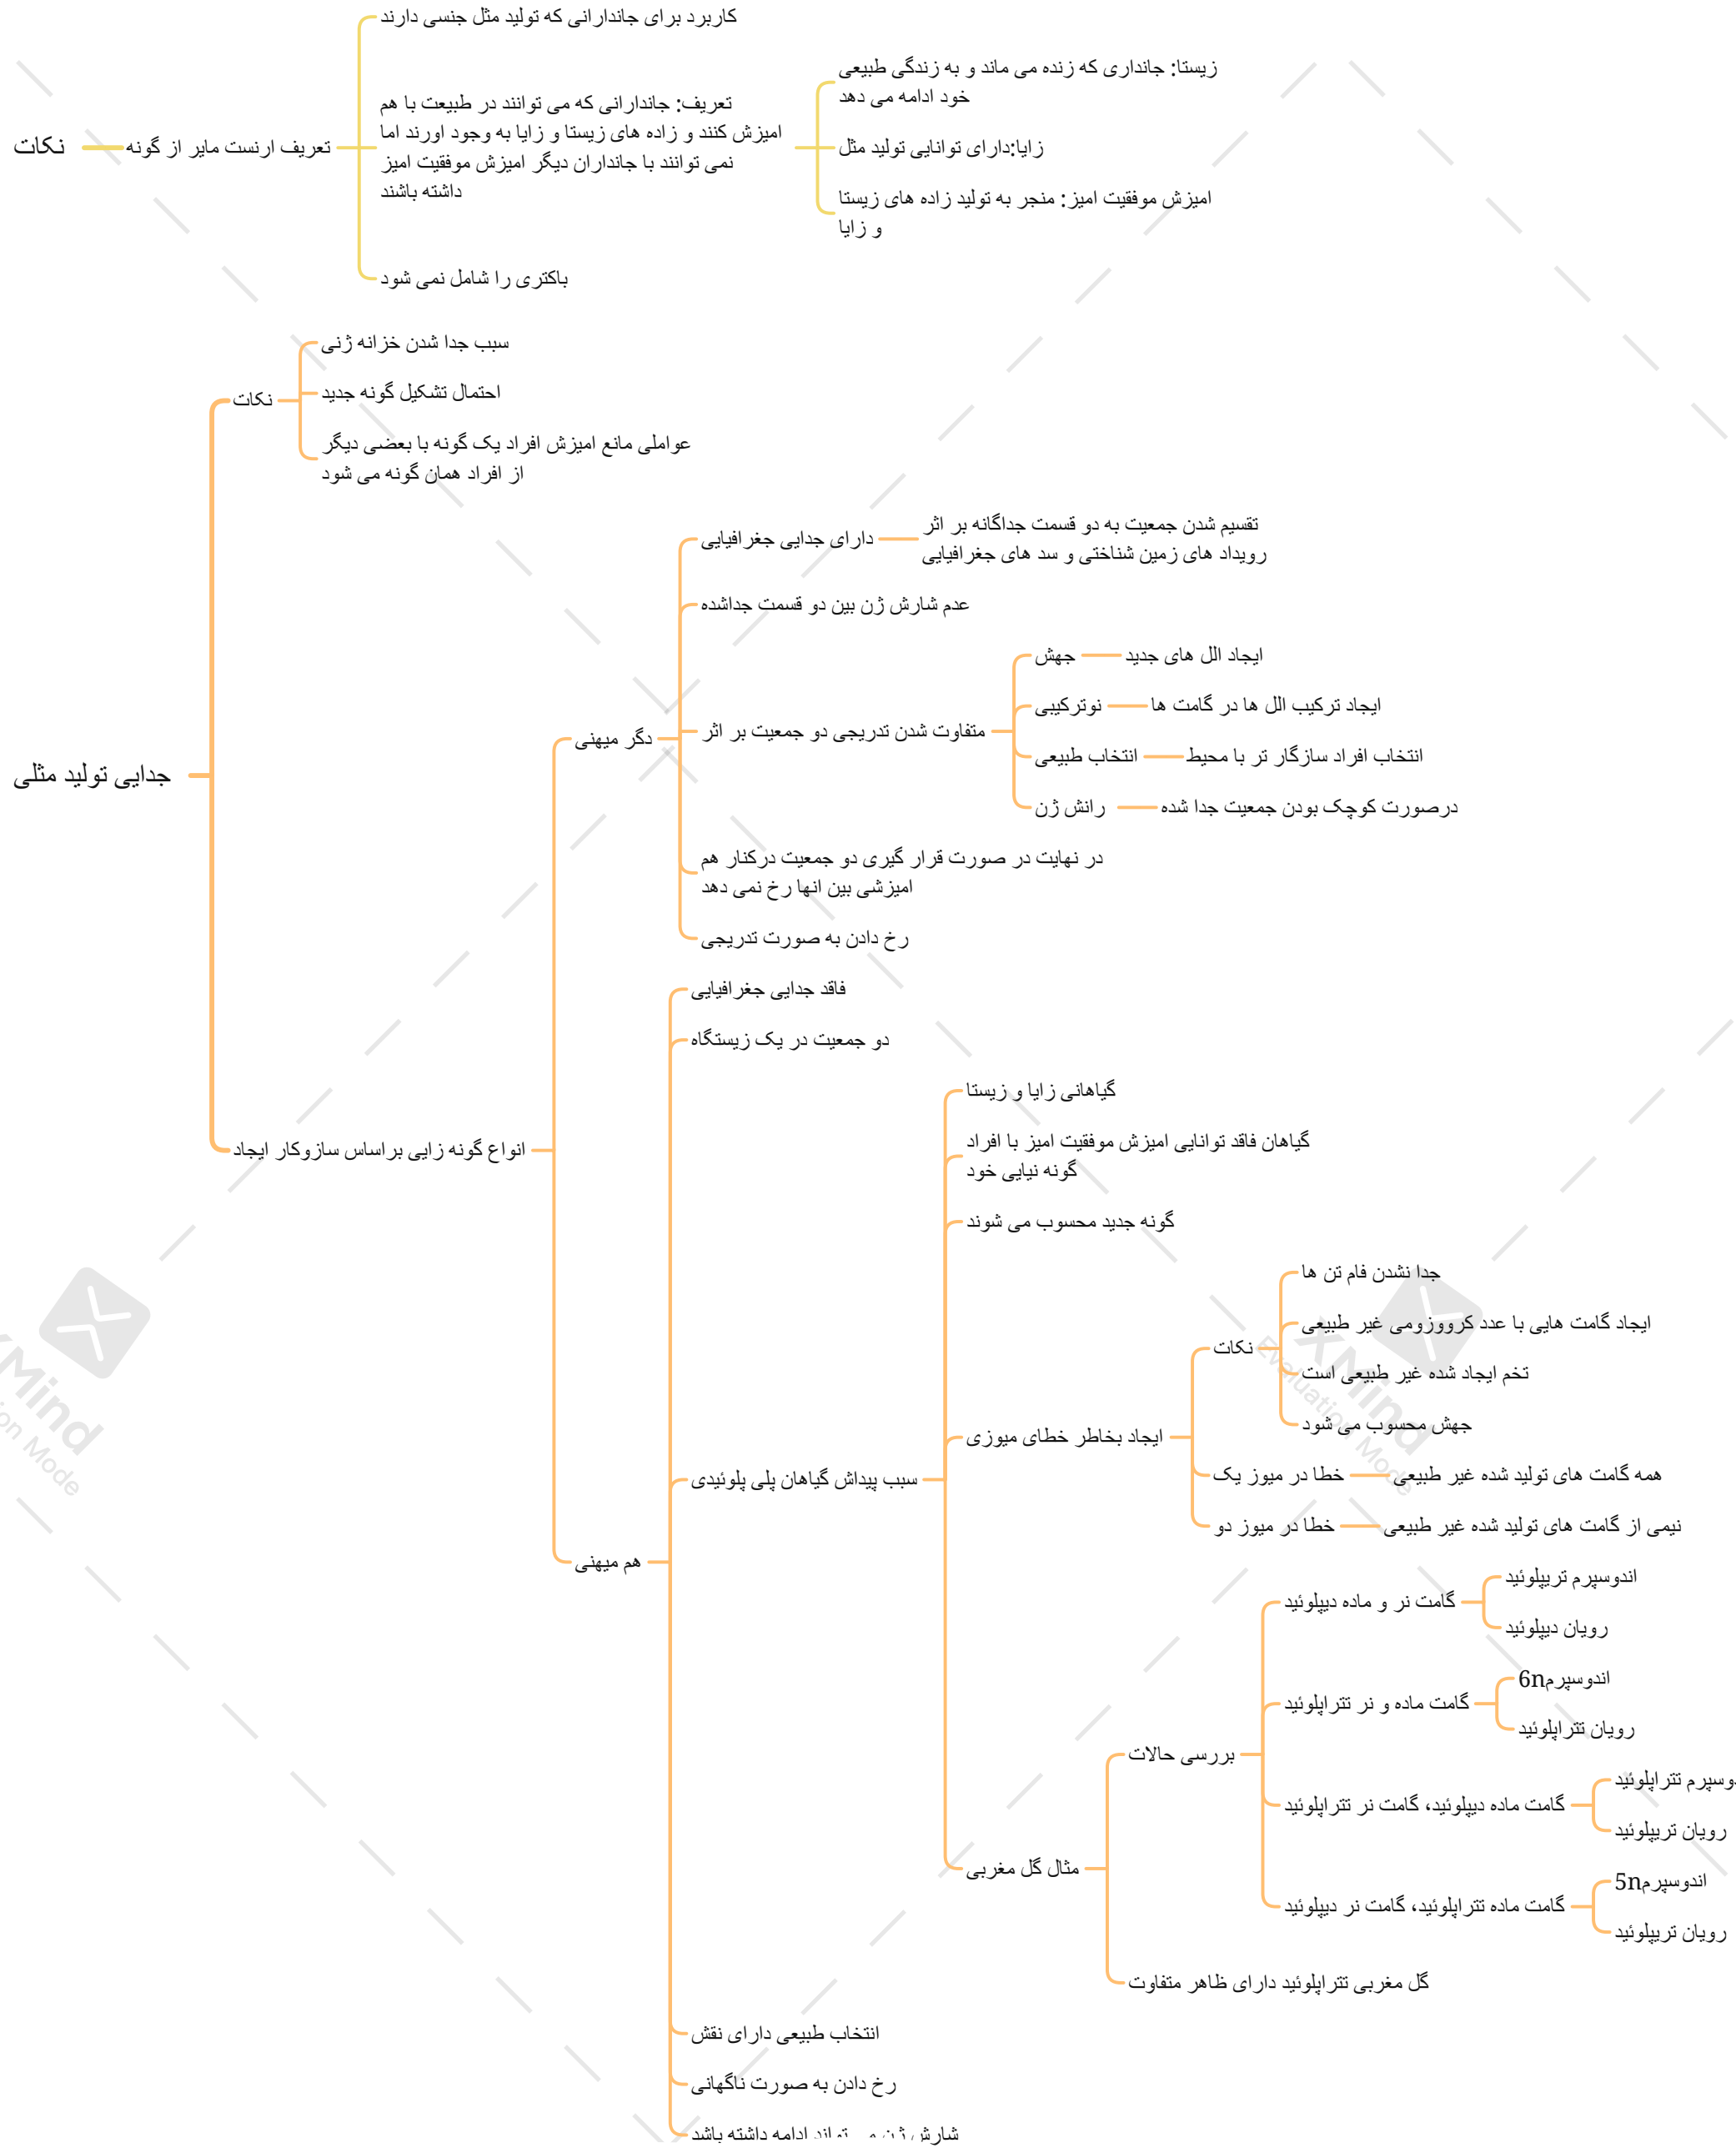 نکات
تعریف ارنست مایر از گونه
کاربرد برای جاندارانی که تولید مثل جنسی دارند
تعریف: جاندارانی که می توانند در طبیعت با هم
امیزش کنند و زاده های زیستا و زایا به وجود اورند اما
نمی توانند با جانداران دیگر امیزش موفقیت امیز
داشته باشند
زیستا: جانداری که زنده می ماند و به زندگی طبیعی
خود ادامه می دهد
زایا:دارای توانایی تولید مثل
امیزش موفقیت امیز: منجر به تولید زاده های زیستا
و زایا
باکتری را شامل نمی شود
جدایی تولید مثلی
نکات
سبب جدا شدن خزانه ژنی
احتمال تشکیل گونه جدید
عواملی مانع امیزش افراد یک گونه با بعضی دیگر
از افراد همان گونه می شود
انواع گونه زایی براساس سازوکار ایجاد
دگر میهنی
دارای جدایی جغرافیایی
تقسیم شدن جمعیت به دو قسمت جداگانه بر اثر
رویداد های زمین شناختی و سد های جغرافیایی
عدم شارش ژن بین دو قسمت جداشده
متفاوت شدن تدریجی دو جمعیت بر اثر
جهش
ایجاد الل های جدید
نوترکیبی
ایجاد ترکیب الل ها در گامت ها
انتخاب طبیعی
انتخاب افراد سازگار تر با محیط
رانش ژن
درصورت کوچک بودن جمعیت جدا شده
در نهایت در صورت قرار گیری دو جمعیت درکنار هم
امیزشی بین انها رخ نمی دهد
رخ دادن به صورت تدریجی
هم میهنی
فاقد جدایی جغرافیایی
دو جمعیت در یک زیستگاه
سبب پیداش گیاهان پلی پلوئیدی
گیاهانی زایا و زیستا
گیاهان فاقد توانایی امیزش موفقیت امیز با افراد
گونه نیایی خود
گونه جدید محسوب می شوند
ایجاد بخاطر خطای میوزی
نکات
جدا نشدن فام تن ها
ایجاد گامت هایی با عدد کرووزومی غیر طبیعی
تخم ایجاد شده غیر طبیعی است
جهش محسوب می شود
خطا در میوز یک
همه گامت های تولید شده غیر طبیعی
خطا در میوز دو
نیمی از گامت های تولید شده غیر طبیعی
مثال گل مغربی
بررسی حالات
گامت نر و ماده دیپلوئید
اندوسپرم تریپلوئید
رویان دیپلوئید
گامت ماده و نر تتراپلوئید
اندوسپرم6n
رویان تتراپلوئید
گامت ماده دیپلوئید، گامت نر تتراپلوئید
وسپرم تتراپلوئید
رویان تریپلوئید
گامت ماده تتراپلوئید، گامت نر دیپلوئید
اندوسپرم5n
رویان تریپلوئید
گل مغربی تتراپلوئید دارای ظاهر متفاوت
انتخاب طبیعی دارای نقش
رخ دادن به صورت ناگهانی
شارش ژن می تواند ادامه داشته باشد
XMind
Evaluation Mode
XMind
ion Mode